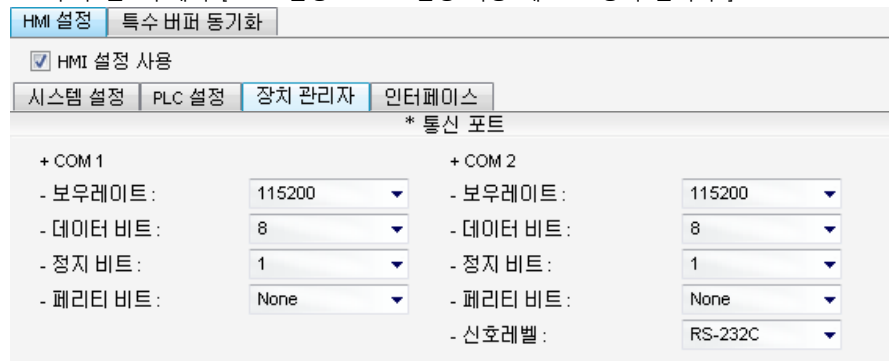 HMI 설정 특수 버퍼 동기화
HMI 설정 사용
시스템 설정 PLC 설정 장치 관리자 인터페이스
* 통신 포트
+ COM 1 + COM 2
- 보우레이트 : 115200 - 보우레이트 : 115200
- 데이터 비트 : 8 - 데이터 비트 : 8
- 정지 비트 : 1 - 정지 비트 : 1
- 페리티 비트 : None - 페리티 비트 : None
- 신호레벨 : RS-232C